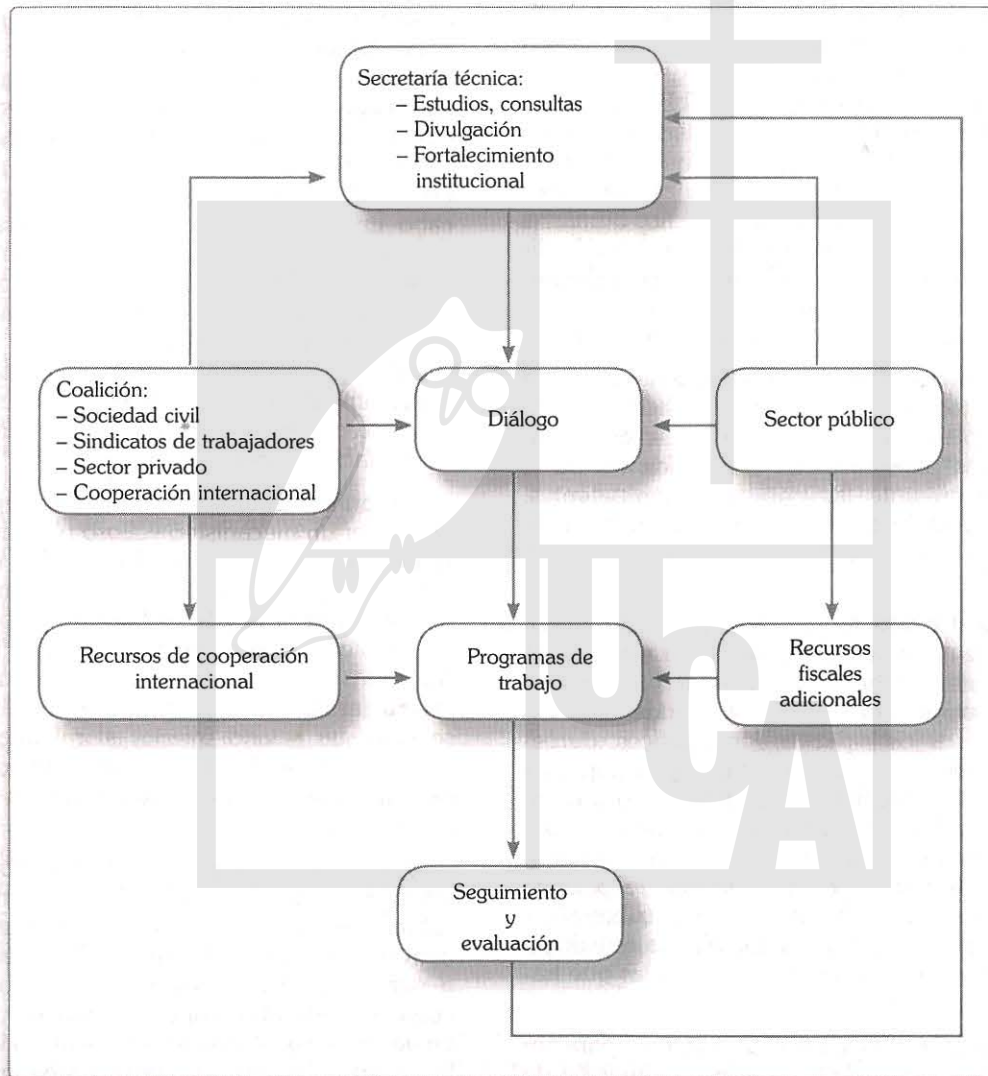 Secretaría técnica:
– Estudios, consultas
– Divulgación
– Fortalecimiento
institucional
Coalición:
– Sociedad civil
– Sindicatos de trabajadores
– Sector privado
– Cooperación internacional
Diálogo
Sector público
Recursos de cooperación
internacional
Programas de
trabajo
Recursos
fiscales
adicionales
Seguimiento
y
evaluación
UCA